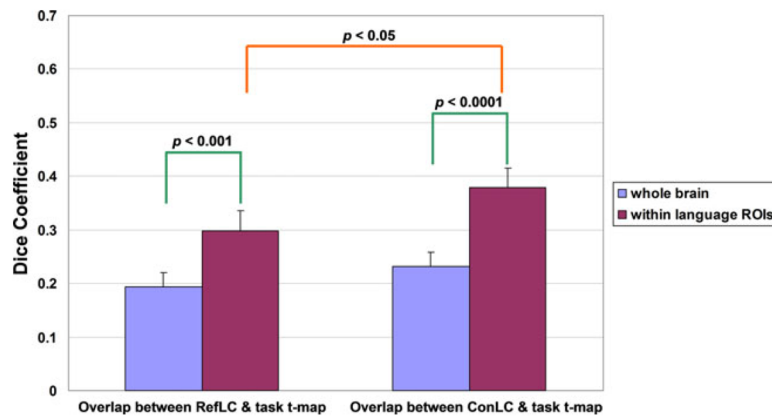 0.7
p < 0.05
0.6
p < 0.0001
0.5
p < 0.001
Dice Coefficient
0.4
whole brain
within language ROIs
0.3
0.2
0.1
0
Overlap between RefLC & task t-map
Overlap between ConLC & task t-map